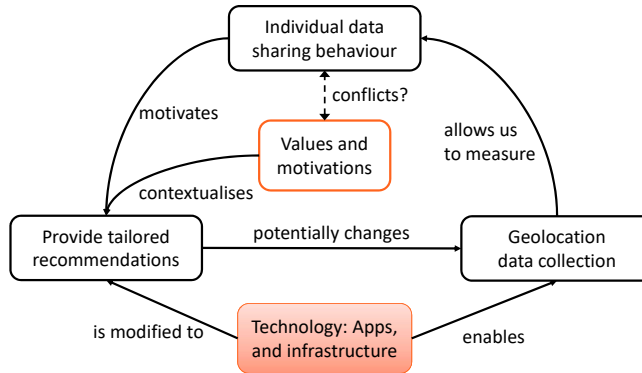 Individual data
sharing behaviour
conflicts?
motivates
Values and
motivations
allows us
to measure
contextualises
Provide tailored
recommendations
potentially changes
Geolocation
data collection
is modified to
Technology: Apps,
and infrastructure
enables